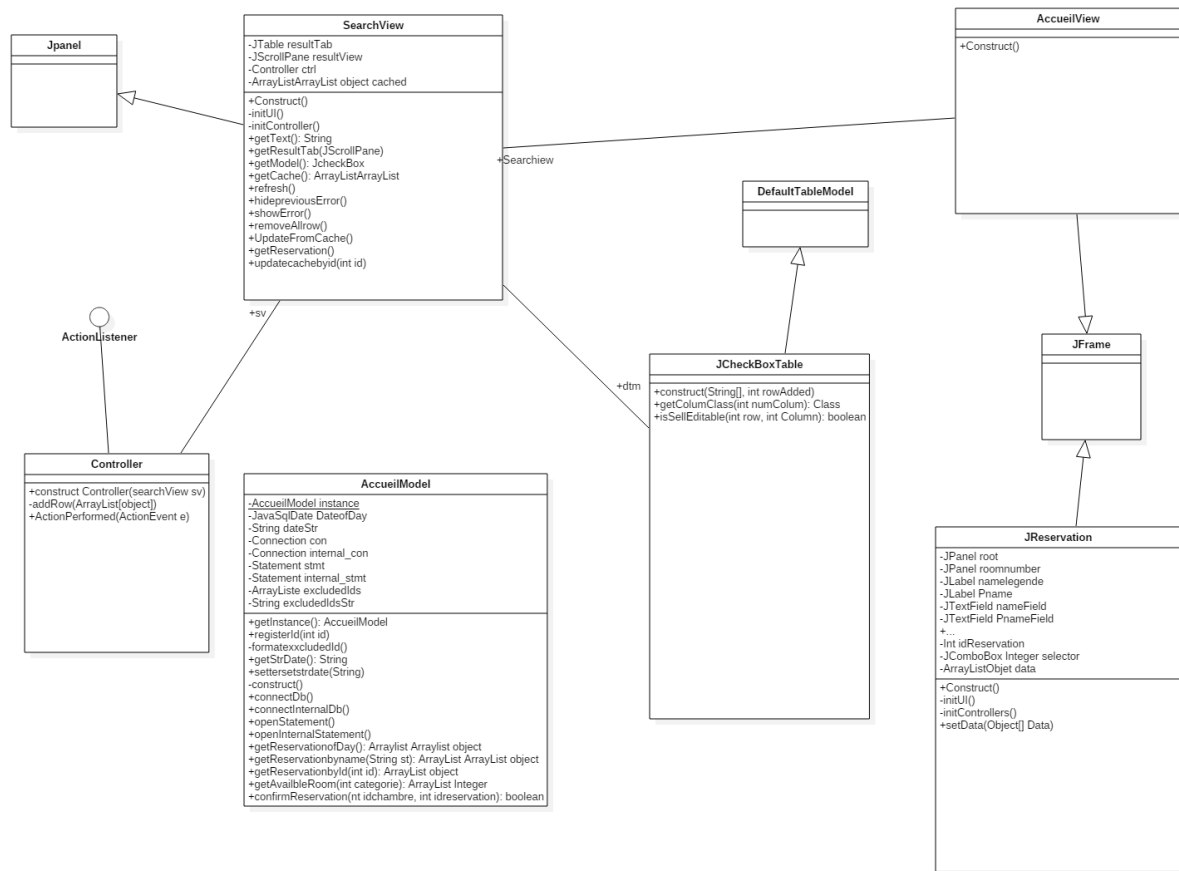 SearchView
-JTable resultTab
-JScrollPane resultView
-Controller ctrl
-ArrayListArrayList object cached
+Construct()
-initUI()
-initController()
+getText(): String
+getResultTab(JScrollPane)
+getModel(): JcheckBox
+getCache(): ArrayListArrayList
+refresh()
+hidepreviousError()
+showError()
+removeAllrow()
+UpdateFromCache()
+getReservation()
+updatecachebyid(int id)
Jpanel
AccueilView
+Construct()
+Searchiew
DefaultTableModel
+sv
ActionListener
JFrame
+dtm
JCheckBoxTable
+construct(String[], int rowAdded)
+getColumClass(int numColum): Class
+isSellEditable(int row, int Column): boolean
Controller
+construct Controller(searchView sv)
-addRow(ArrayList[object])
+ActionPerformed(ActionEvent e)
AccueilModel
-AccueilModel instance
-JavaSqlDate DateofDay
-String dateStr
-Connection con
-Connection internal_con
-Statement stmt
-Statement internal_stmt
-ArrayListe excludedIds
-String excludedIdsStr
+getInstance(): AccueilModel
+registerId(int id)
-formatexxcludedId()
+getStrDate(): String
+settersetstrdate(String)
-construct()
+connectDb()
+connectInternalDb()
+openStatement()
+openInternalStatement()
+getReservationofDay(): Arraylist Arraylist object
+getReservationbyname(String st): ArrayList ArrayList object
+getReservationbyId(int id): ArrayList object
+getAvailbleRoom(int categorie): ArrayList Integer
+confirmReservation(nt idchambre, int idreservation): boolean
JReservation
-JPanel root
-JPanel roomnumber
-JLabel namelegende
-JLabel Pname
-JTextField nameField
-JTextField PnameField
+...
-Int idReservation
-JComboBox Integer selector
-ArrayListObjet data
+Construct()
-initUI()
-initControllers()
+setData(Object[] Data)